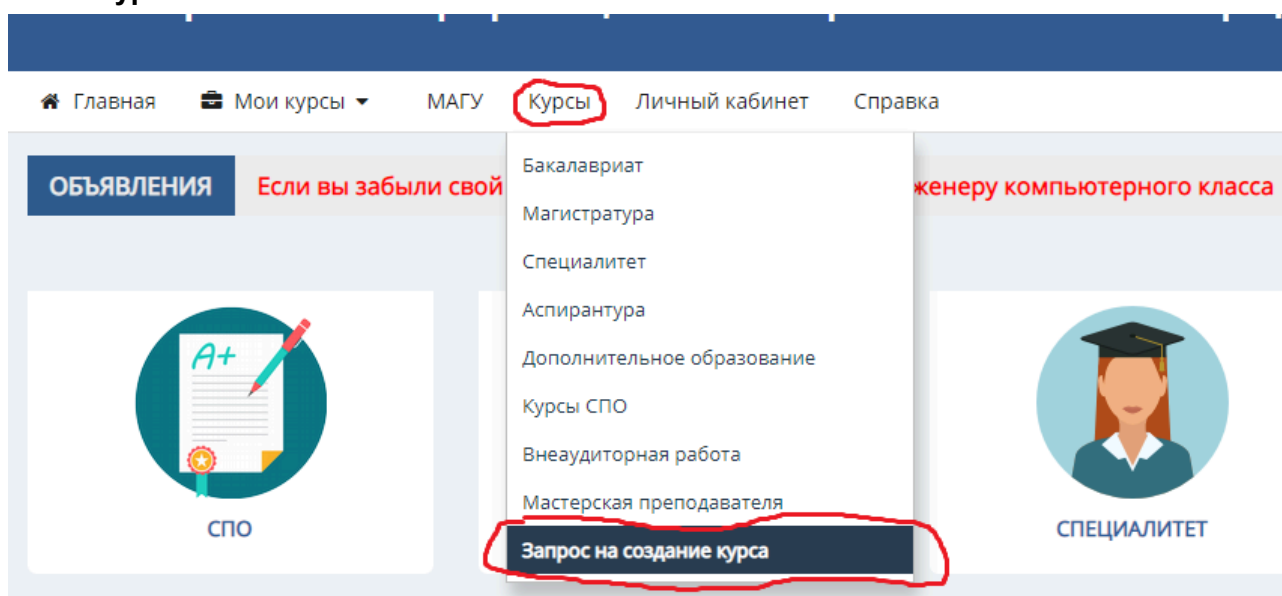 Главная Мои курсы МАГУ Курсы Личный кабинет Справка
ОБЪЯВЛЕНИЯ Если вы забыли свой женеру компьютерного класса
Бакалавриат
Магистратура
Специалитет
Аспирантура
Дополнительное образование
Курсы СПО
Внеаудиторная работа
Мастерская преподавателя
Запрос на создание курса
A+
СПО
СПЕЦИАЛИТЕТ